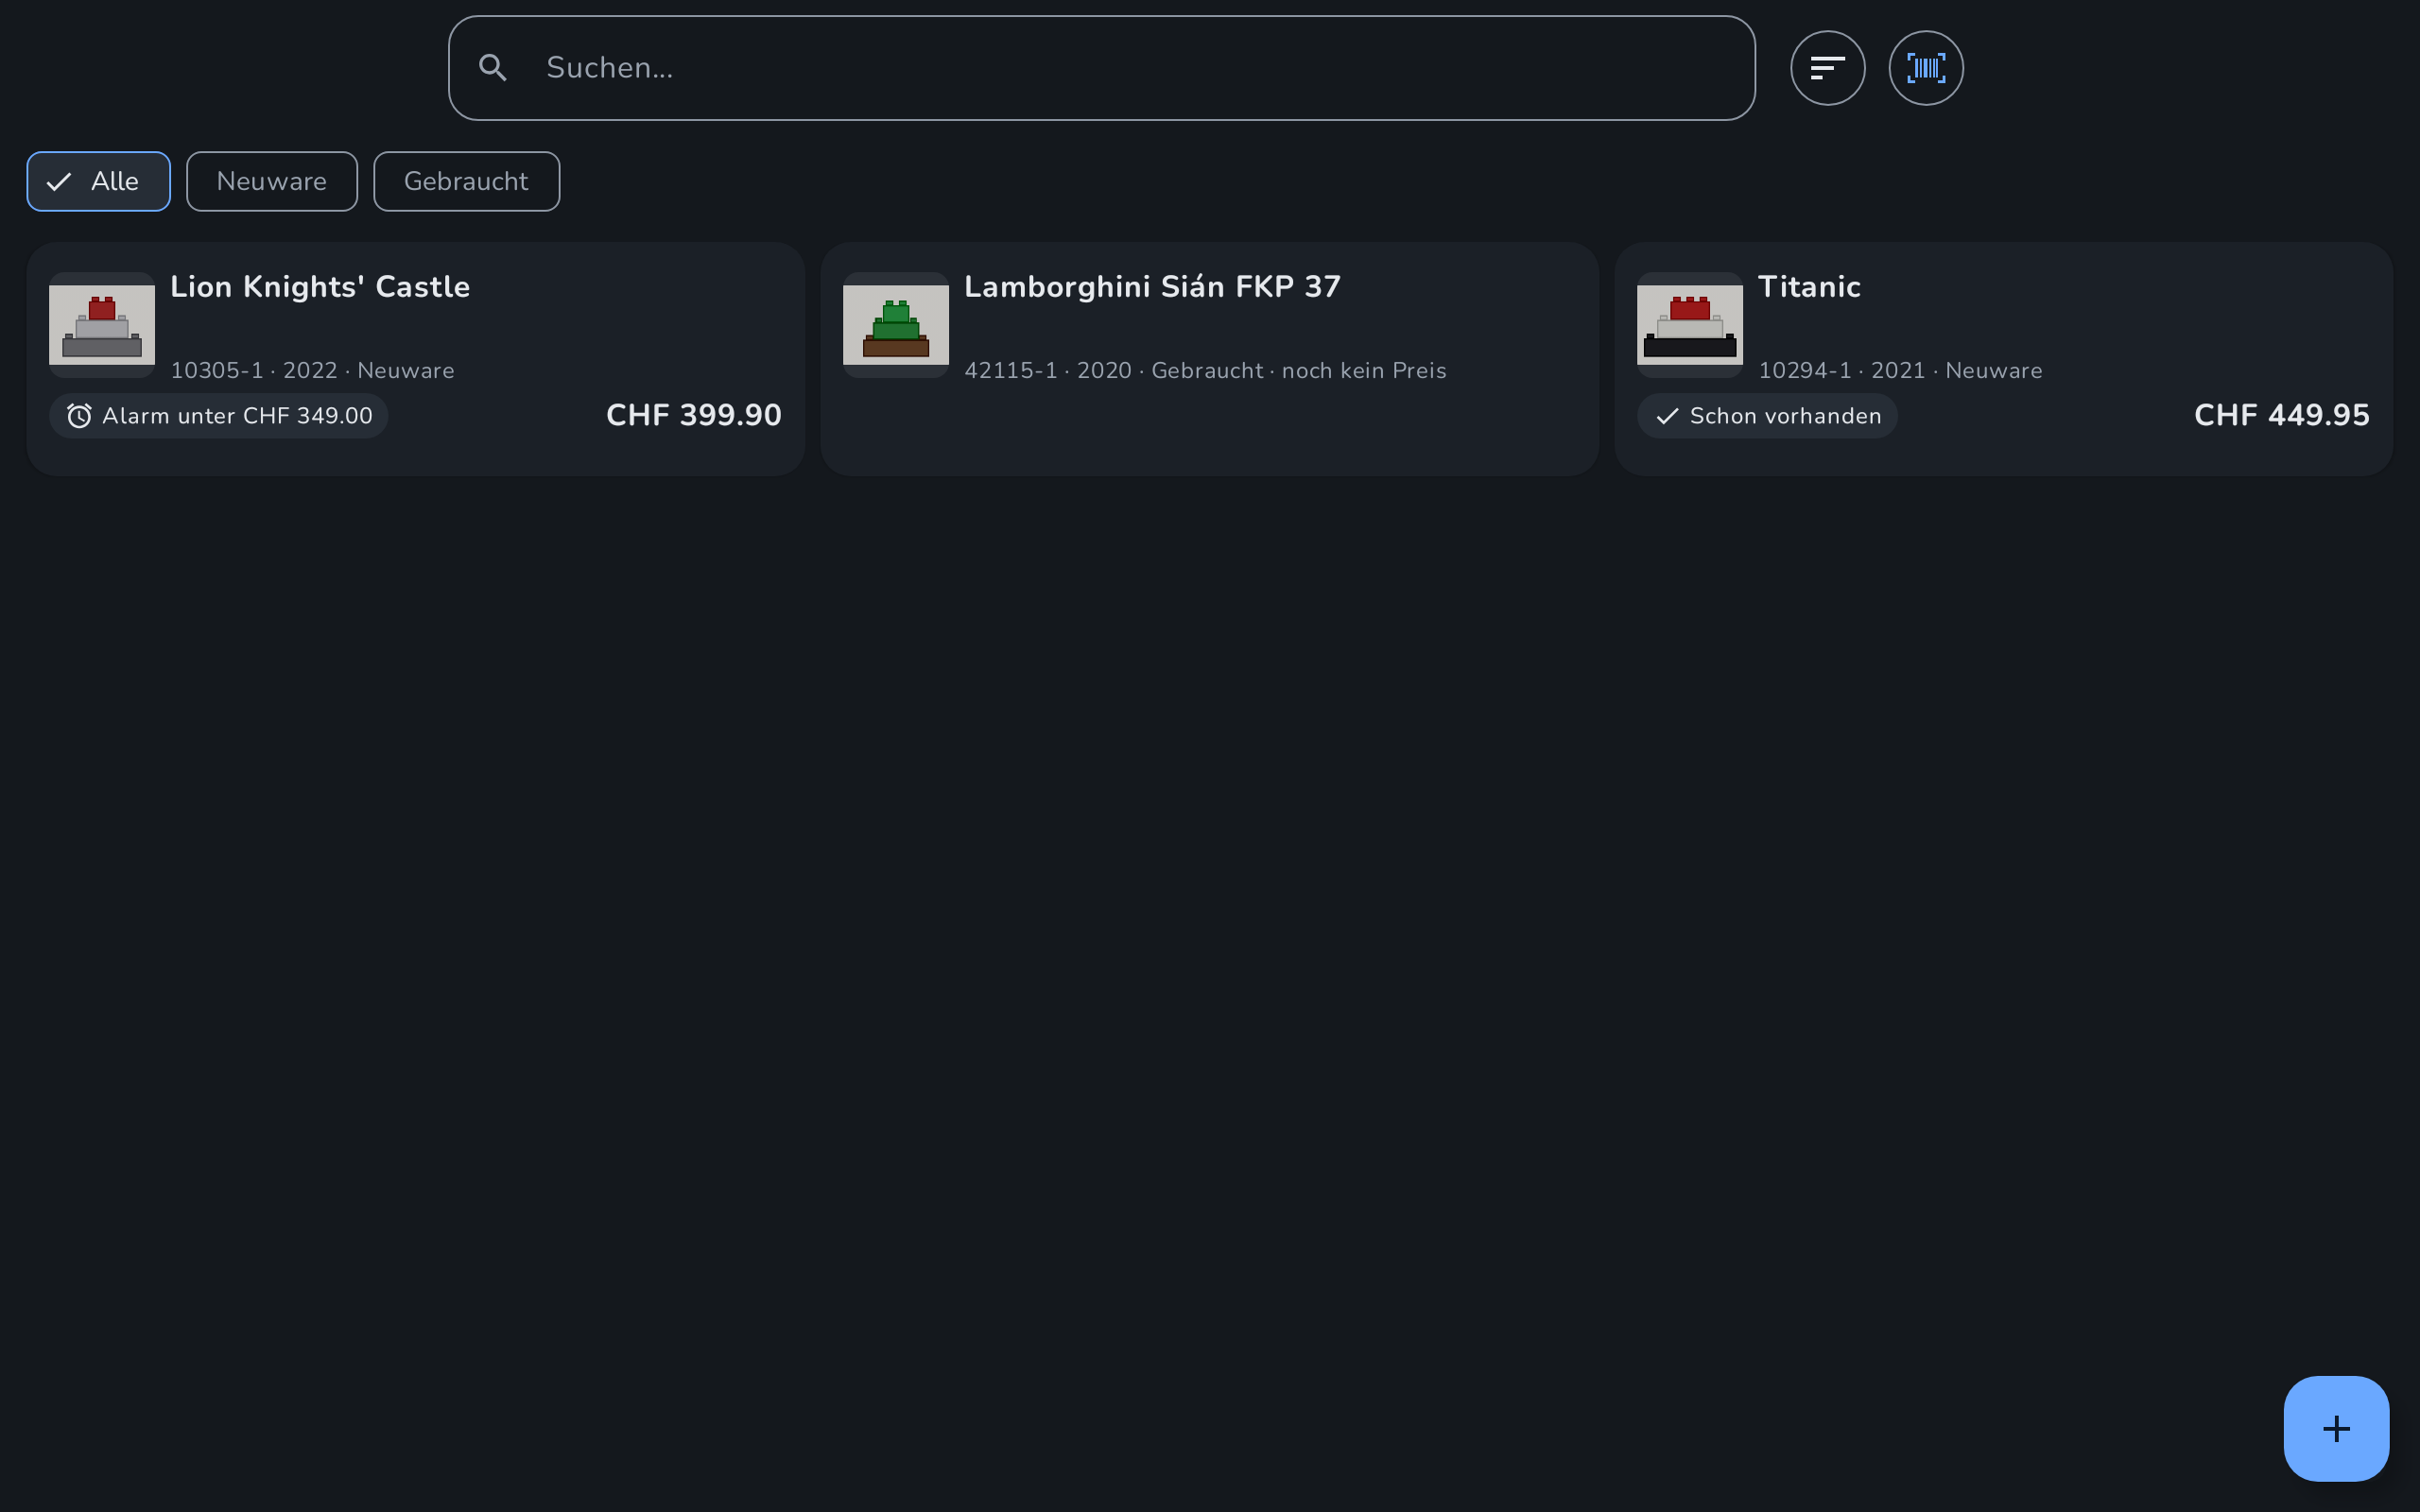 Suchen...
Alle
Neuware
Gebraucht
Lion Knights' Castle
10305-1 · 2022 · Neuware
Alarm unter CHF 349.00
CHF 399.90
Lamborghini Sián FKP 37
42115-1 · 2020 · Gebraucht · noch kein Preis
Titanic
10294-1 · 2021 · Neuware
Schon vorhanden
CHF 449.95